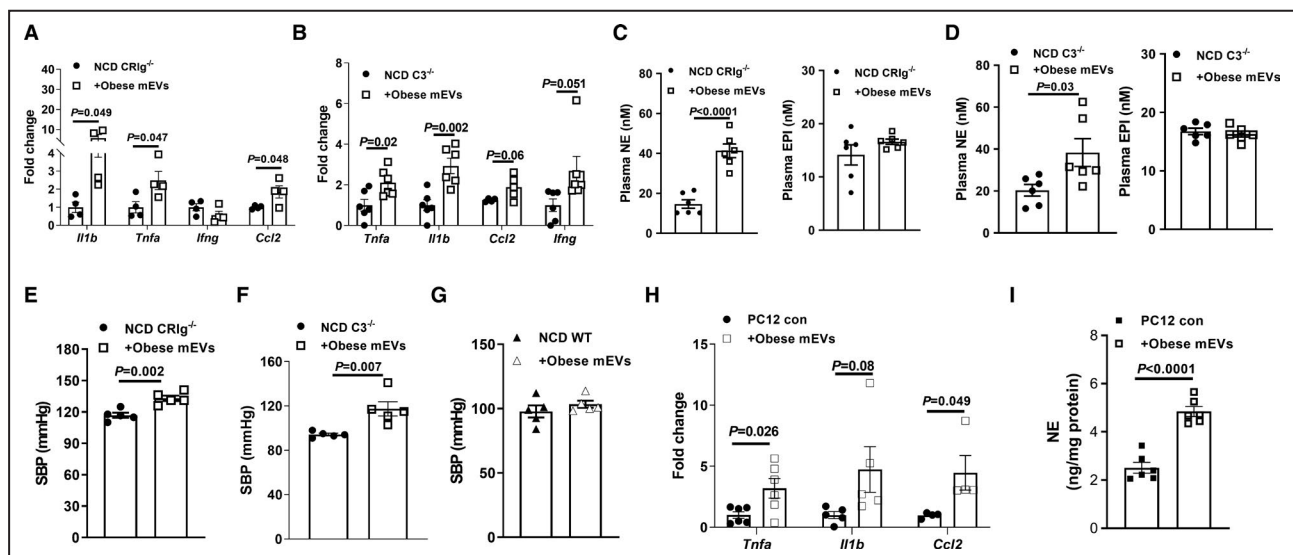 A
NCD CRIg-/-
+Obese mEVs
Fold change
40
30
20
10
4
3
2
1
0
P=0.049
P=0.047
P=0.048
Il1b
Tnfa
Ifng
Ccl2
B
NCD C3-/-
+Obese mEVs
Fold change
8
6
4
2
0
P=0.02
P=0.002
P=0.06
P=0.051
Tnfa
Il1b
Ccl2
Ifng
C
NCD CRIg-/-
+Obese mEVs
Plasma NE (nM)
80
60
40
20
0
P<0.0001
NCD CRIg-/-
+Obese mEVs
Plasma EPI (nM)
30
20
10
0
D
NCD C3-/-
+Obese mEVs
Plasma NE (nM)
80
60
40
20
0
P=0.03
NCD C3-/-
+Obese mEVs
Plasma EPI (nM)
30
20
10
0
E
NCD CRIg-/-
+Obese mEVs
SBP (mmHg)
180
150
120
90
60
30
0
P=0.002
F
NCD C3-/-
+Obese mEVs
SBP (mmHg)
160
120
80
40
0
P=0.007
G
NCD WT
+Obese mEVs
SBP (mmHg)
150
100
50
0
H
PC12 con
+Obese mEVs
Fold change
15
10
5
0
P=0.026
P=0.08
P=0.049
Tnfa
Il1b
Ccl2
I
PC12 con
+Obese mEVs
NE
(ng/mg protein)
8
6
4
2
0
P<0.0001